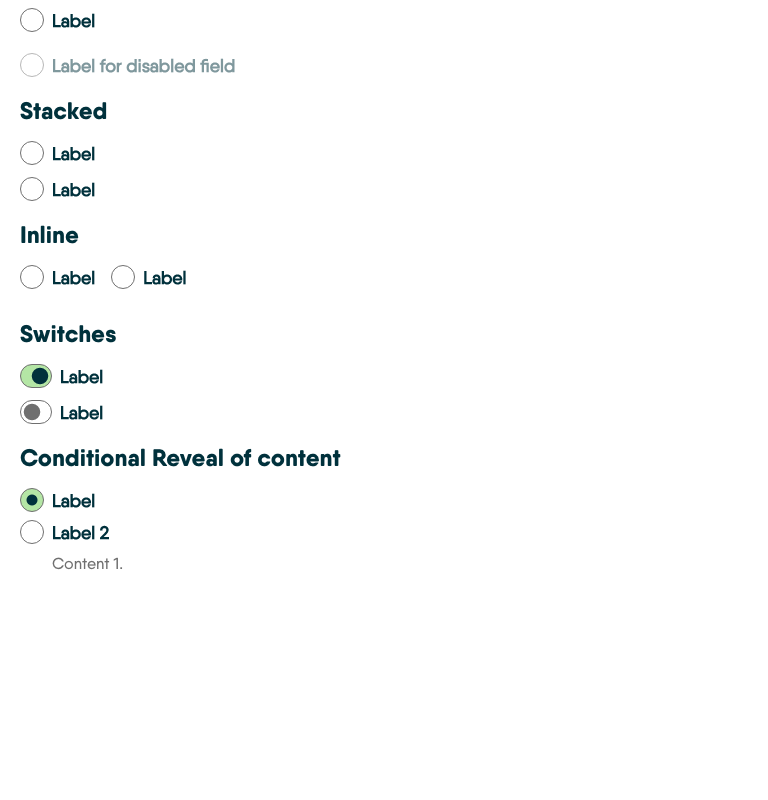 Label
Label for disabled field
Stacked
Label
Label
Inline
Label Label
Switches
Label
Label
Conditional Reveal of content
Label
Label 2
Content 1.